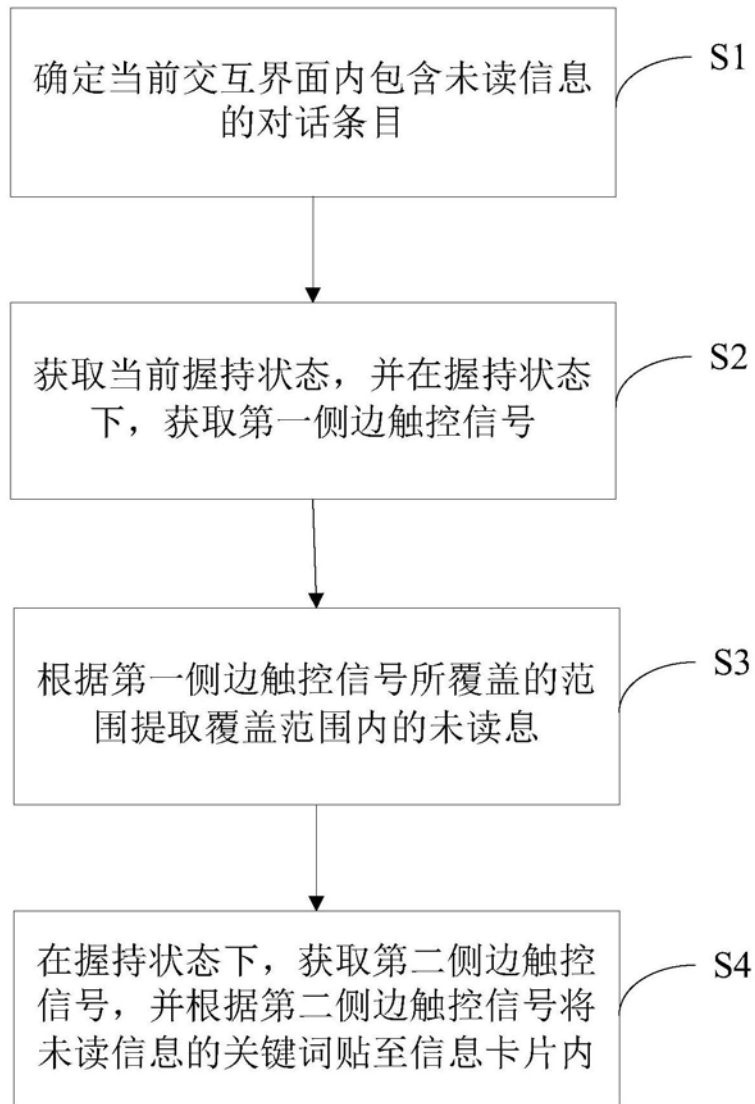 确定当前交互界面内包含未读信息
的对话条目
S1
获取当前握持状态，并在握持状态
下，获取第一侧边触控信号
S2
根据第一侧边触控信号所覆盖的范
围提取覆盖范围内的未读息
S3
在握持状态下，获取第二侧边触控
信号，并根据第二侧边触控信号将
未读信息的关键词贴至信息卡片内
S4